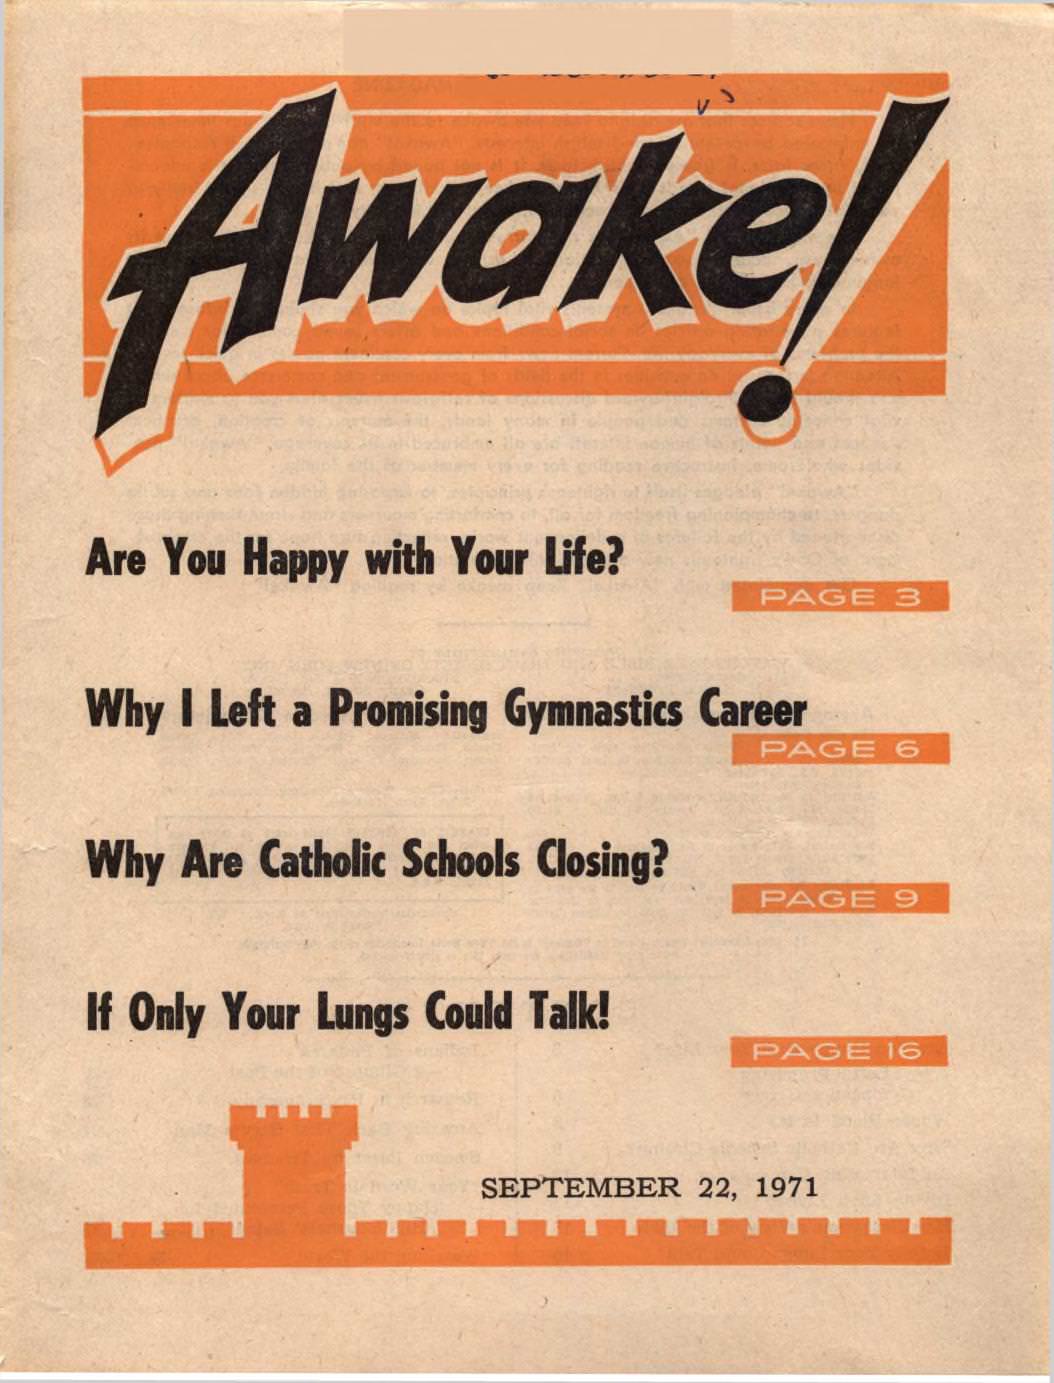 Awake!
Are You Happy with Your Life?
PAGE 3
Why I Left a Promising Gymnastics Career
PAGE 6
Why Are Catholic Schools Closing?
PAGE 9
If Only Your Lungs Could Talk!
PAGE 16
SEPTEMBER 22, 1971